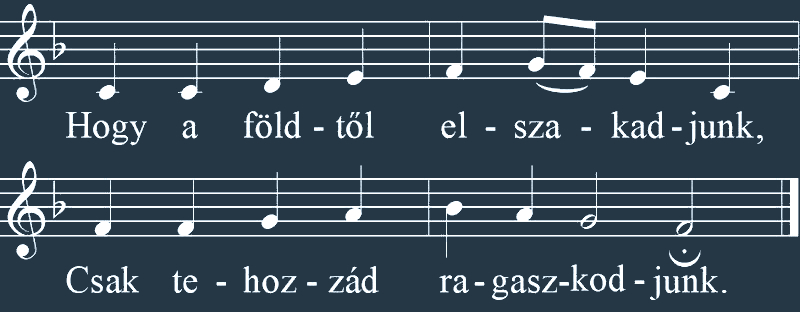 Hogy a föld - től el - sza - kad - junk,
Csak te - hoz - zád ra - gasz - kod - junk.